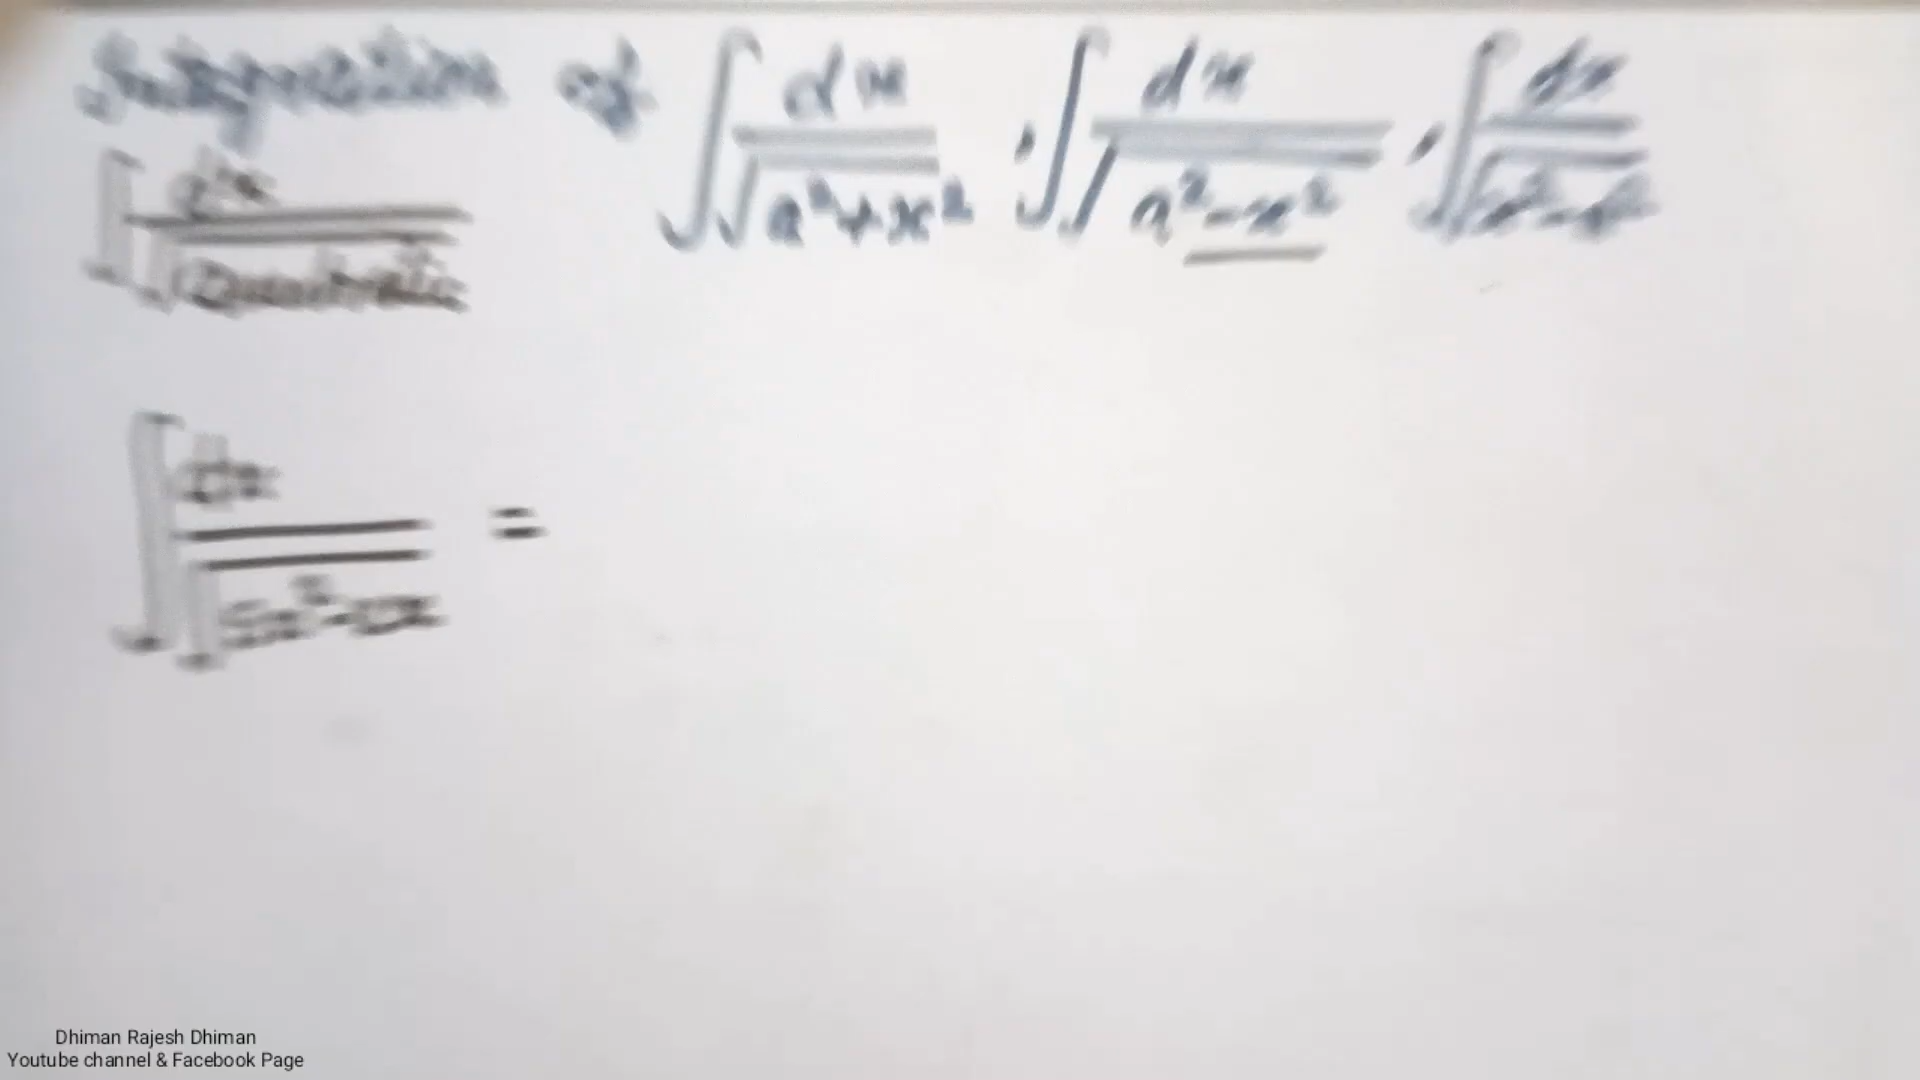 Integration of ∫ dx/√(a²+x²) , ∫ dx/√(a²-x²) , ∫ dx/√(x²-a²)
∫ dx/√Quadratic
∫ dx/√(5x²-2x) =
Dhiman Rajesh Dhiman
Youtube channel & Facebook Page